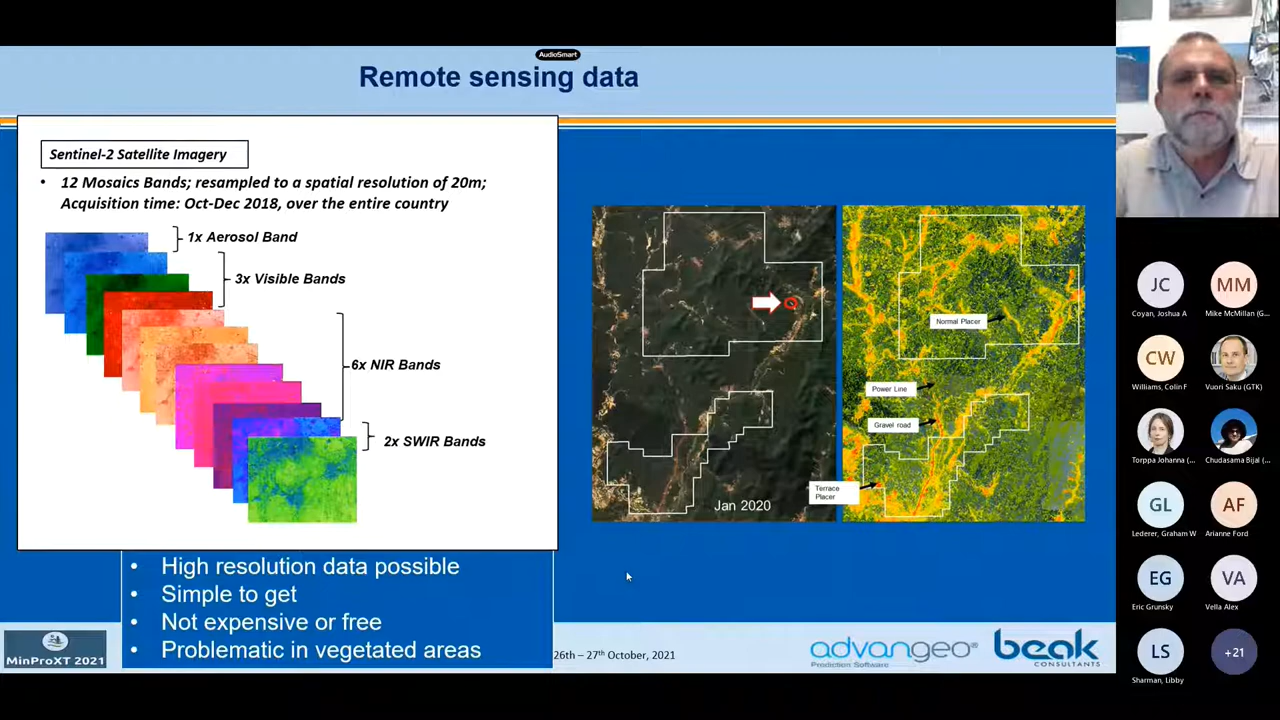 AudioSmart
Remote sensing data
Sentinel-2 Satellite Imagery
• 12 Mosaics Bands; resampled to a spatial resolution of 20m;
Acquisition time: Oct-Dec 2018, over the entire country
1x Aerosol Band
3x Visible Bands
6x NIR Bands
2x SWIR Bands
Jan 2020
Normal Placer
Power Line
Gravel road
Terrace
Placer
• High resolution data possible
• Simple to get
• Not expensive or free
• Problematic in vegetated areas
MinProXT 2021
26th – 27th October, 2021
advangeo®
Prediction Software
beak
CONSULTANTS
JC
Coyan, Joshua A
MM
Mike McMillan (G...
CW
Williams, Colin F
Vuori Saku (GTK)
Torppa Johanna (...
Chudasama Bijal (...
GL
Lederer, Graham W
AF
Arianne Ford
EG
Eric Grunsky
VA
Vella Alex
LS
Sharman, Libby
+21